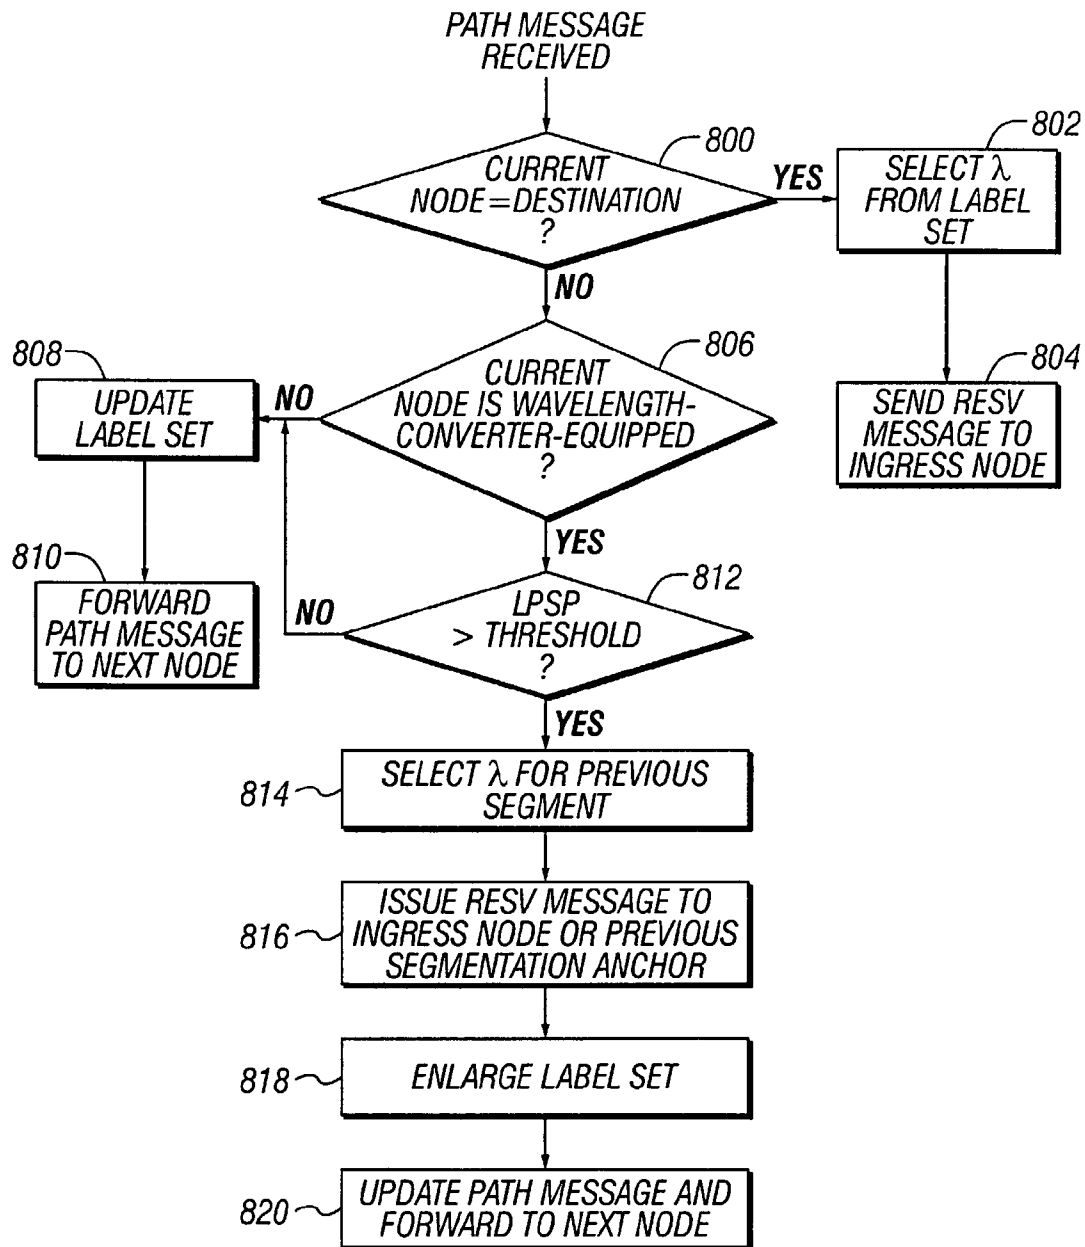 PATH MESSAGE
RECEIVED
800
CURRENT
NODE=DESTINATION
?
YES
802
SELECT λ
FROM LABEL
SET
NO
804
SEND RESV
MESSAGE TO
INGRESS NODE
806
CURRENT
NODE IS WAVELENGTH-
CONVERTER-EQUIPPED
?
NO
808
UPDATE
LABEL SET
810
FORWARD
PATH MESSAGE
TO NEXT NODE
YES
812
LPSP
> THRESHOLD
?
NO
YES
814
SELECT λ FOR PREVIOUS
SEGMENT
816
ISSUE RESV MESSAGE TO
INGRESS NODE OR PREVIOUS
SEGMENTATION ANCHOR
818
ENLARGE LABEL SET
820
UPDATE PATH MESSAGE AND
FORWARD TO NEXT NODE